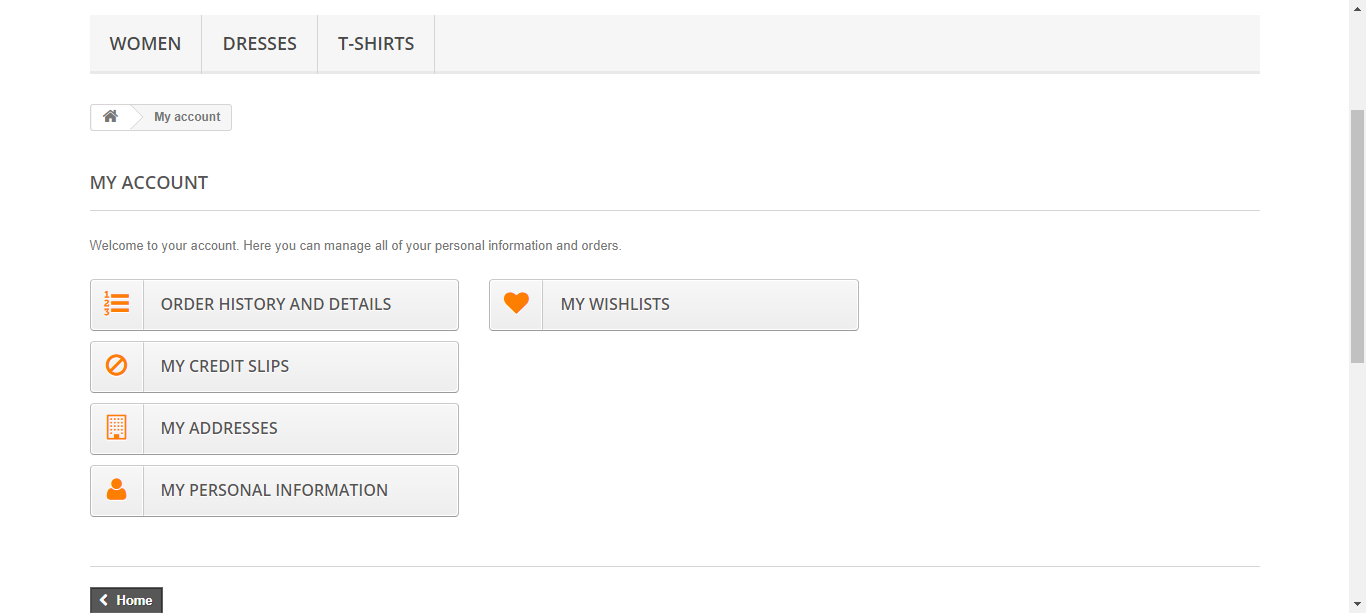 WOMEN DRESSES T-SHIRTS
My account
MY ACCOUNT
Welcome to your account. Here you can manage all of your personal information and orders.
ORDER HISTORY AND DETAILS MY WISHLISTS
MY CREDIT SLIPS
MY ADDRESSES
MY PERSONAL INFORMATION
Home